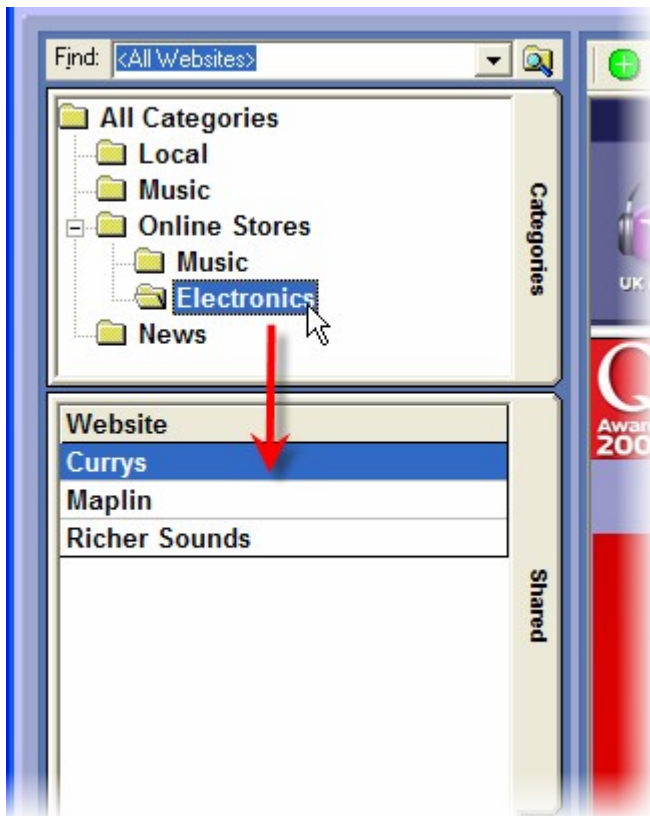 Find: <All Websites>
All Categories
Local
Music
Online Stores
Music
Electronics
News
Categories
Website
Currys
Maplin
Richer Sounds
Shared
UK
Q
200